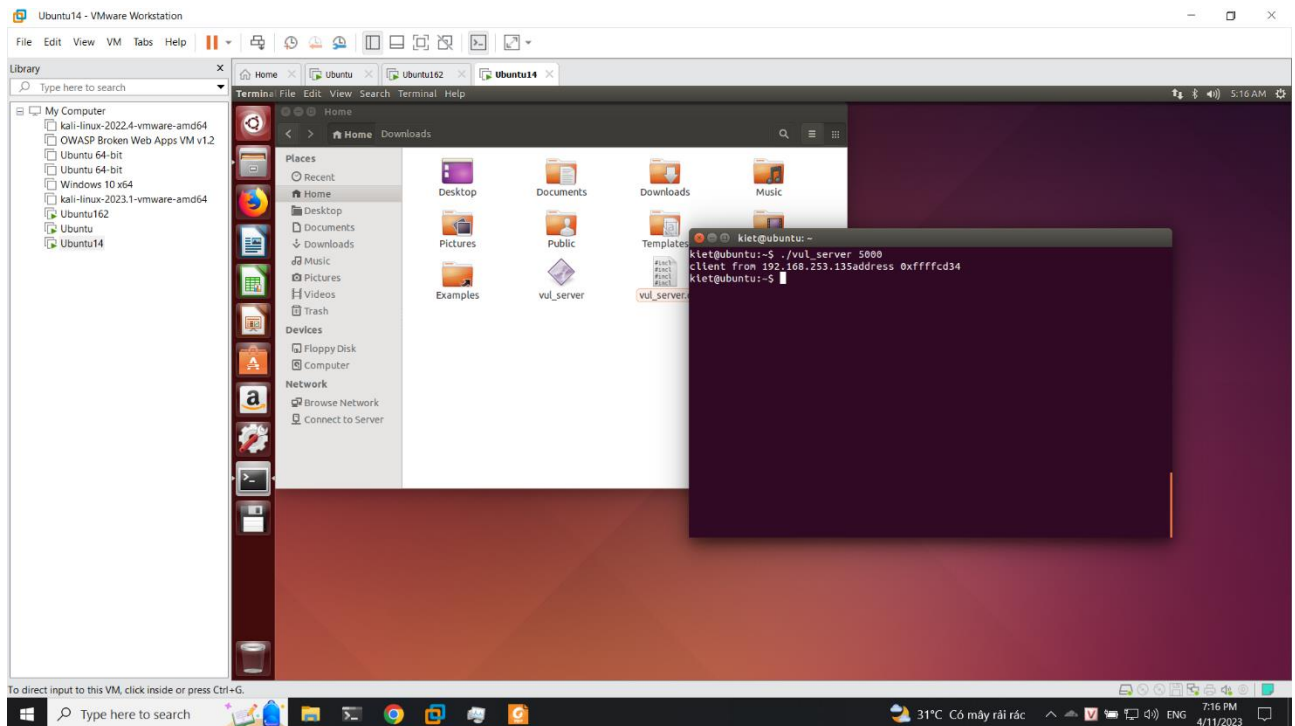 Ubuntu14 - VMware Workstation
File Edit View VM Tabs Help
Library
Type here to search
My Computer
kali-linux-2022.4-vmware-amd64
OWASP Broken Web Apps VM v1.2
Ubuntu 64-bit
Ubuntu 64-bit
Windows 10 x64
kali-linux-2023.1-vmware-amd64
Ubuntu162
Ubuntu
Ubuntu14
Home Ubuntu Ubuntu162 Ubuntu14
Terminal File Edit View Search Terminal Help 5:16 AM
Home
Home Downloads
Places
Recent
Home
Desktop
Documents
Downloads
Music
Pictures
Videos
Trash
Devices
Floppy Disk
Computer
Network
Browse Network
Connect to Server
Desktop Documents Downloads Music
Pictures Public Templates
Examples vul_server vul_server.
kiet@ubuntu: ~
kiet@ubuntu:~$ ./vul_server 5000
client from 192.168.253.135address 0xffffcd34
kiet@ubuntu:~$
To direct input to this VM, click inside or press Ctrl+G.
Type here to search
31°C Có mây rải rác
ENG
7:16 PM
4/11/2023